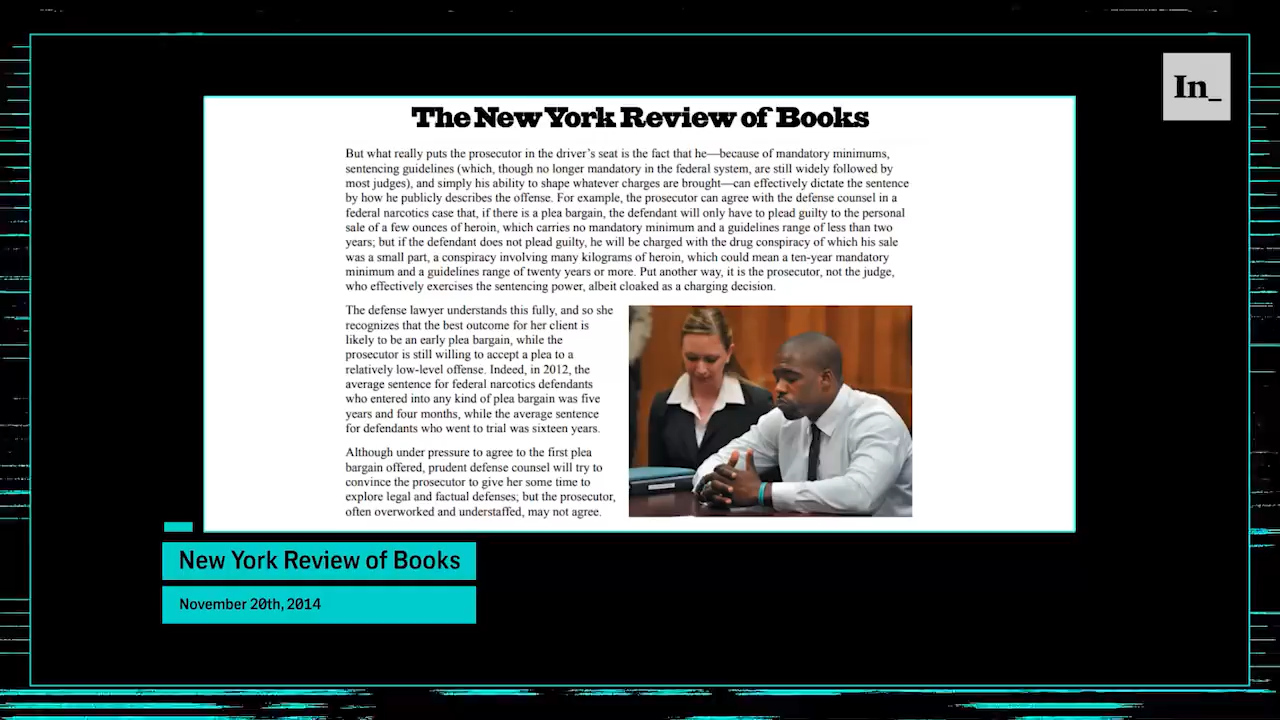 In_
The New York Review of Books
But what really puts the prosecutor in the driver's seat is the fact that he—because of mandatory minimums,
sentencing guidelines (which, though no longer mandatory in the federal system, are still widely followed by
most judges), and simply his ability to shape whatever charges are brought—can effectively dictate the sentence
by how he publicly describes the offense. For example, the prosecutor can agree with the defense counsel in a
federal narcotics case that, if there is a plea bargain, the defendant will only have to plead guilty to the personal
sale of a few ounces of heroin, which carries no mandatory minimum and a guidelines range of less than two
years; but if the defendant does not plead guilty, he will be charged with the drug conspiracy of which his sale
was a small part, a conspiracy involving many kilograms of heroin, which could mean a ten-year mandatory
minimum and a guidelines range of twenty years or more. Put another way, it is the prosecutor, not the judge,
who effectively exercises the sentencing power, albeit cloaked as a charging decision.
The defense lawyer understands this fully, and so she
recognizes that the best outcome for her client is
likely to be an early plea bargain, while the
prosecutor is still willing to accept a plea to a
relatively low-level offense. Indeed, in 2012, the
average sentence for federal narcotics defendants
who entered into any kind of plea bargain was five
years and four months, while the average sentence
for defendants who went to trial was sixteen years.
Although under pressure to agree to the first plea
bargain offered, prudent defense counsel will try to
convince the prosecutor to give her some time to
explore legal and factual defenses; but the prosecutor,
often overworked and understaffed, may not agree.
New York Review of Books
November 20th, 2014